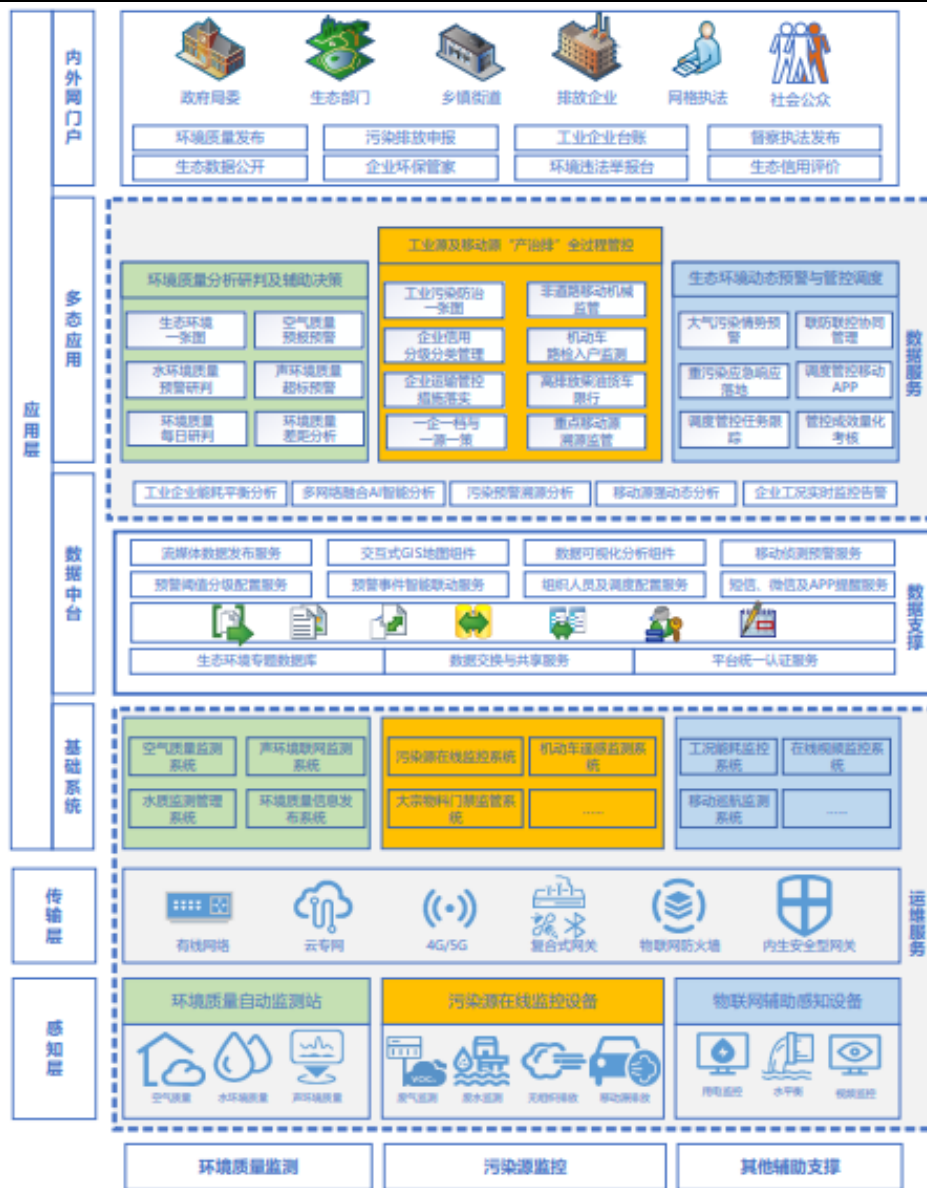 内外网门户
政府局委
生态部门
乡镇街道
排放企业
网格执法
社会公众
环境质量发布
污染排放申报
工业企业台账
督察执法发布
生态数据公开
企业环保管家
环境违法举报台
生态信用评价
应用层
多态应用
环境质量分析研判及辅助决策
生态环境
一张图
空气质量
预报预警
水环境质量
预警研判
声环境质量
超标预警
环境质量
每日研判
环境质量
差距分析
工业源及移动源“产治排”全过程管控
工业污染防治
一张图
非道路移动机械
监管
企业信用
分级分类管理
机动车
路检入户监测
企业运输管控
措施落实
高排放柴油货车
限行
一企一档与
一源一策
重点移动源
溯源监管
生态环境动态预警与管控调度
大气污染情势预
警
联防联控协同
管理
重污染应急响应
落地
调度管控移动
APP
调度管控任务跟
踪
管控成效量化
考核
数据服务
工业企业能耗平衡分析
多网络融合AI智能分析
污染预警溯源分析
移动源强动态分析
企业工况实时监控告警
数据中台
流媒体数据发布服务
交互式GIS地图组件
数据可视化分析组件
移动侦测预警服务
预警阈值分级配置服务
预警事件智能联动服务
组织人员及调度配置服务
短信、微信及APP提醒服务
生态环境专题数据库
数据交换与共享服务
平台统一认证服务
数据支撑
基础系统
空气质量监测
系统
声环境联网监测
系统
水质监测管理
系统
环境质量信息发
布系统
污染源在线监控系统
机动车遥感监测系
统
大宗物料门禁监管系
统
......
工况能耗监控
系统
在线视频监控系
统
移动巡航监测
系统
......
传输层
有线网络
云专网
4G/5G
复合式网关
物联网防火墙
内生安全型网关
运维服务
感知层
环境质量自动监测站
空气质量
水环境质量
声环境质量
污染源在线监控设备
VOCs
废气监测
废水监测
无组织排放
移动源排放
物联网辅助感知设备
用电监控
水平衡
视频监控
环境质量监测
污染源监控
其他辅助支撑